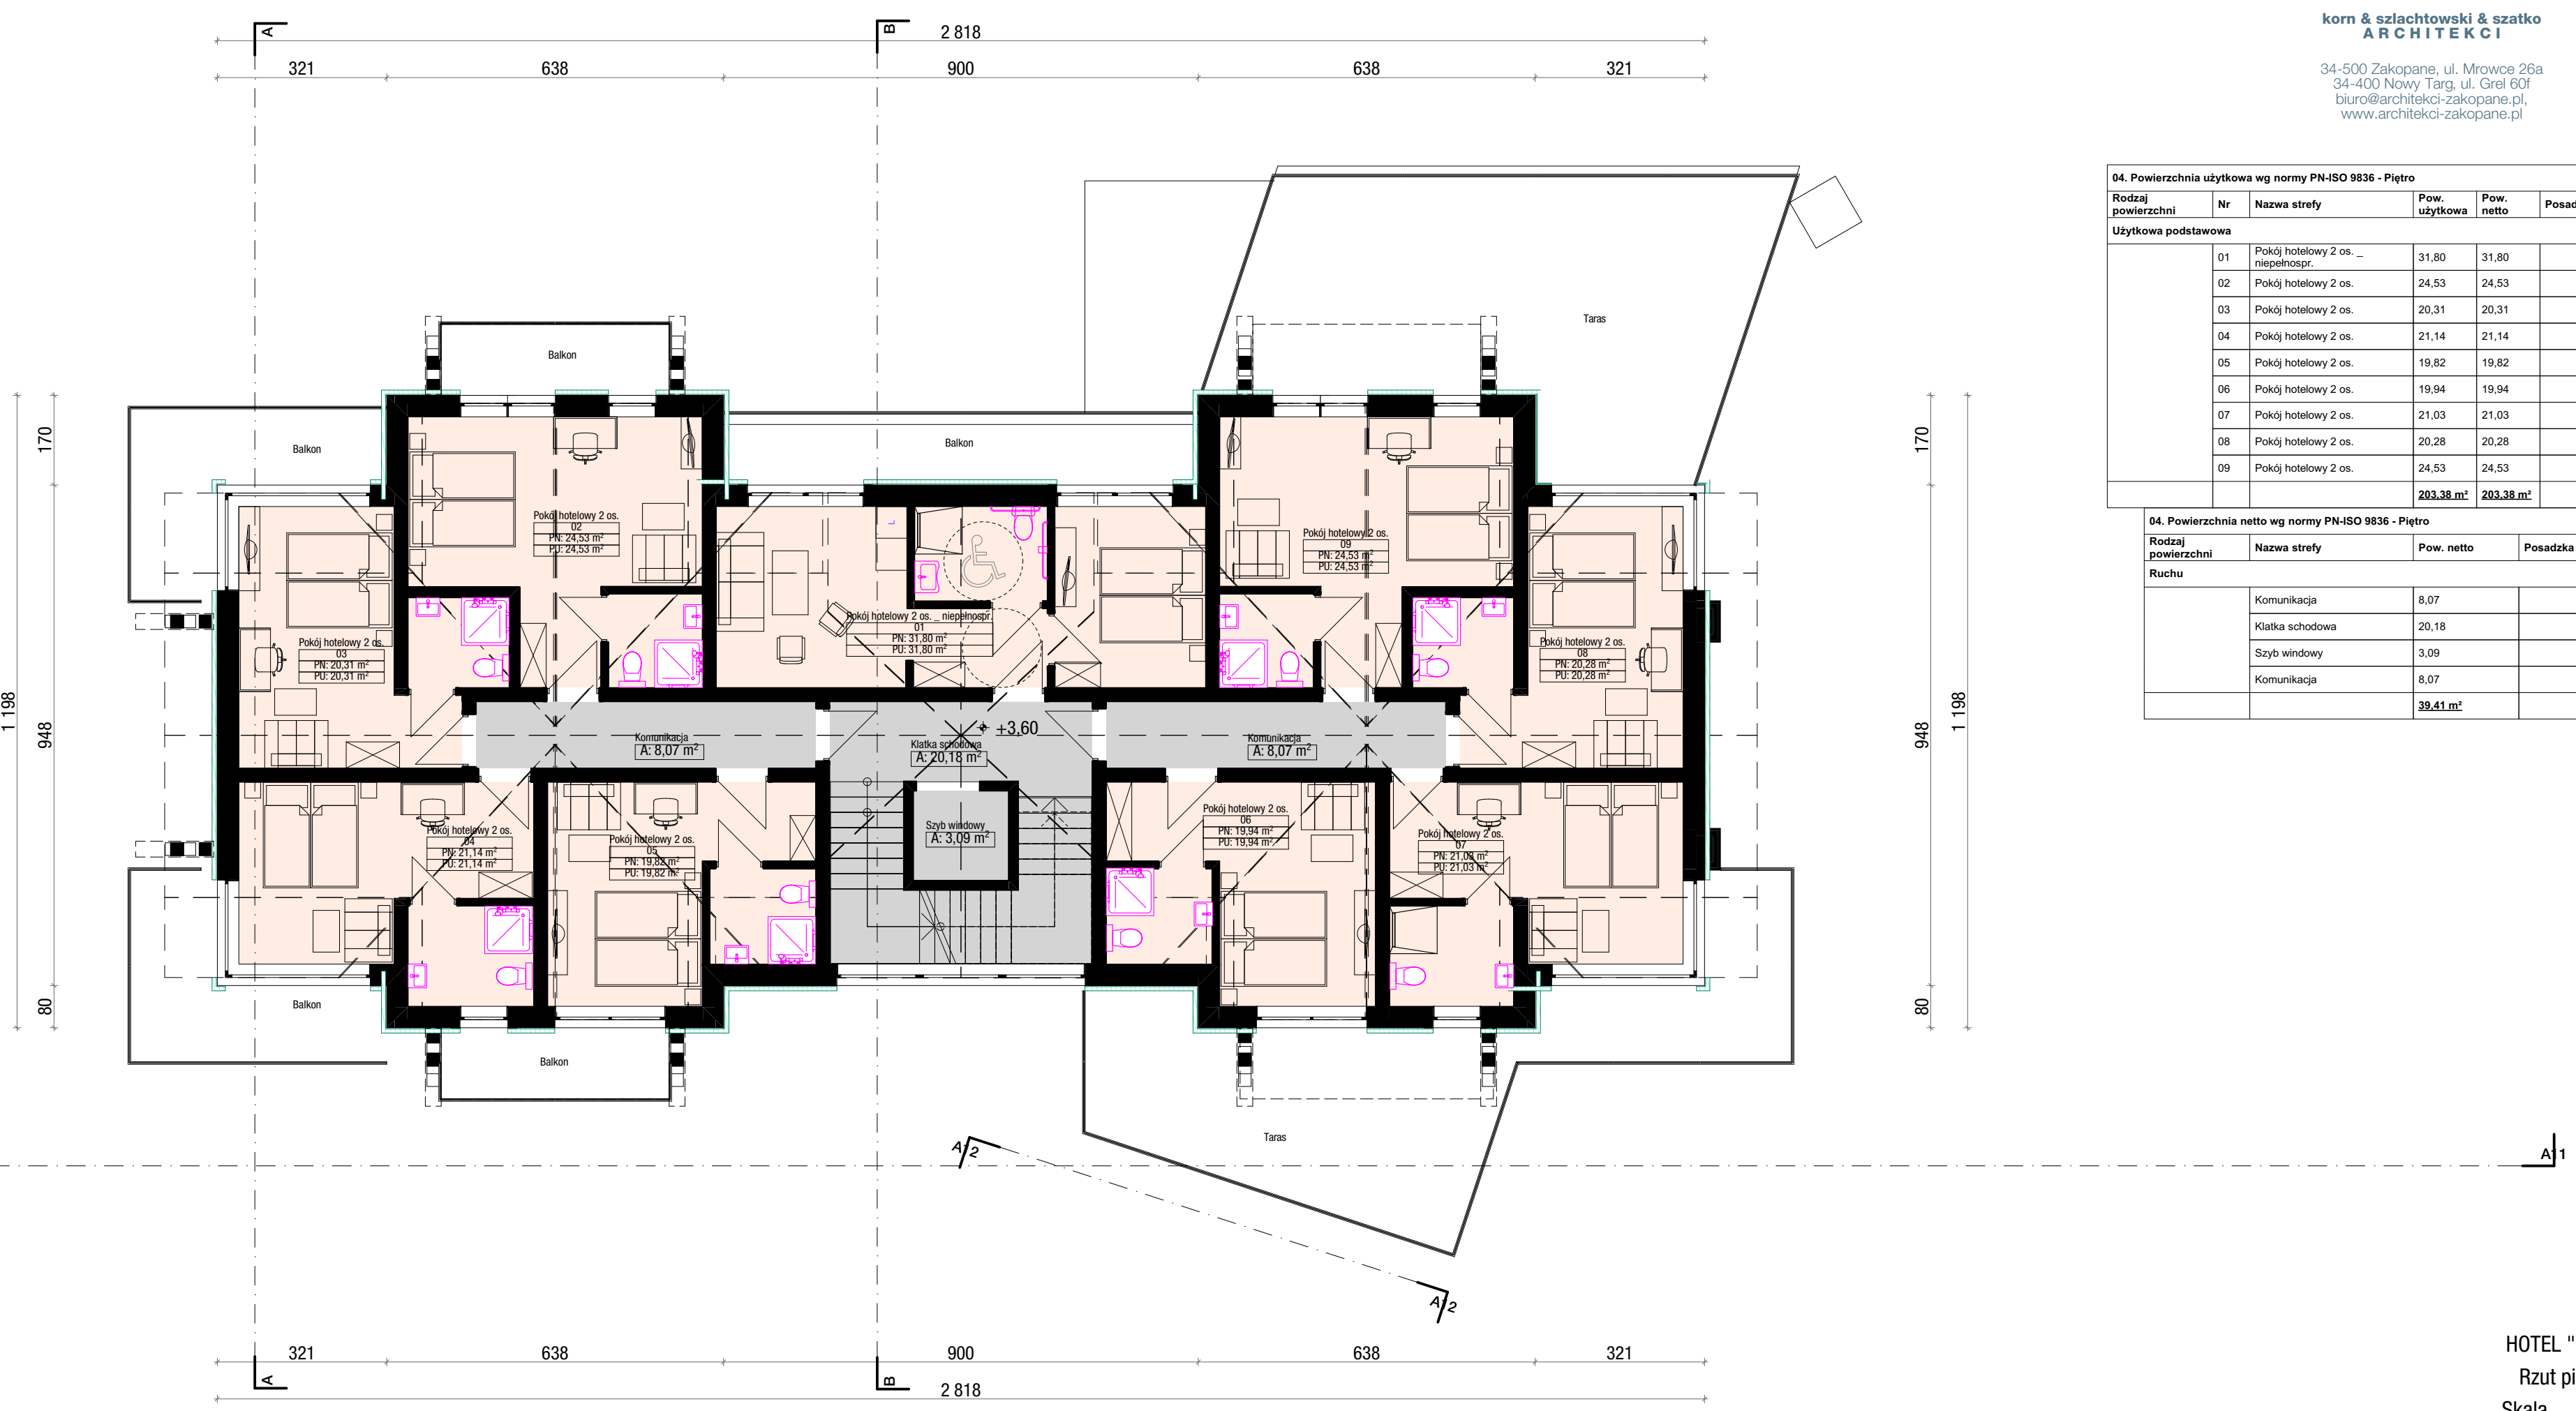 korn & szlachtowski & szatko
ARCHITEKCI
34-500 Zakopane, ul. Mrowce 26a
34-400 Nowy Targ, ul. Grel 60f
biuro@architekci-zakopane.pl,
www.architekci-zakopane.pl
A
B
2 818
321
638
900
638
321
04. Powierzchnia użytkowa wg normy PN-ISO 9836 - Piętro
Rodzaj powierzchni Nr Nazwa strefy Pow. użytkowa Pow. netto
Użytkowa podstawowa
01 Pokój hotelowy 2 os. _ niepełnospr. 31,80 31,80
02 Pokój hotelowy 2 os. 24,53 24,53
03 Pokój hotelowy 2 os. 20,31 20,31
04 Pokój hotelowy 2 os. 21,14 21,14
05 Pokój hotelowy 2 os. 19,82 19,82
06 Pokój hotelowy 2 os. 19,94 19,94
07 Pokój hotelowy 2 os. 21,03 21,03
08 Pokój hotelowy 2 os. 20,28 20,28
09 Pokój hotelowy 2 os. 24,53 24,53
203,38 m² 203,38 m²
04. Powierzchnia netto wg normy PN-ISO 9836 - Piętro
Rodzaj powierzchni Nazwa strefy Pow. netto Posadzka
Ruchu
Komunikacja 8,07
Klatka schodowa 20,18
Szyb windowy 3,09
Komunikacja 8,07
39,41 m²
Taras
Balkon
Balkon
Balkon
170
948
80
1 198
170
948
80
1 198
Pokój hotelowy 2 os.
02
PN: 24,53 m²
PU: 24,53 m²
Pokój hotelowy 2 os.
09
PN: 24,53 m²
PU: 24,53 m²
Pokój hotelowy 2 os. _ niepełnospr.
01
PN: 31,80 m²
PU: 31,80 m²
Pokój hotelowy 2 os.
03
PN: 20,31 m²
PU: 20,31 m²
Pokój hotelowy 2 os.
08
PN: 20,28 m²
PU: 20,28 m²
+3,60
Komunikacja
A: 8,07 m²
Klatka schodowa
A: 20,18 m²
Komunikacja
A: 8,07 m²
Szyb windowy
A: 3,09 m²
Pokój hotelowy 2 os.
04
PN: 21,14 m²
PU: 21,14 m²
Pokój hotelowy 2 os.
05
PN: 19,82 m²
PU: 19,82 m²
Pokój hotelowy 2 os.
06
PN: 19,94 m²
PU: 19,94 m²
Pokój hotelowy 2 os.
07
PN: 21,03 m²
PU: 21,03 m²
Balkon
Balkon
Taras
321
638
900
638
321
A
B
2 818
HOTEL "
Rzut